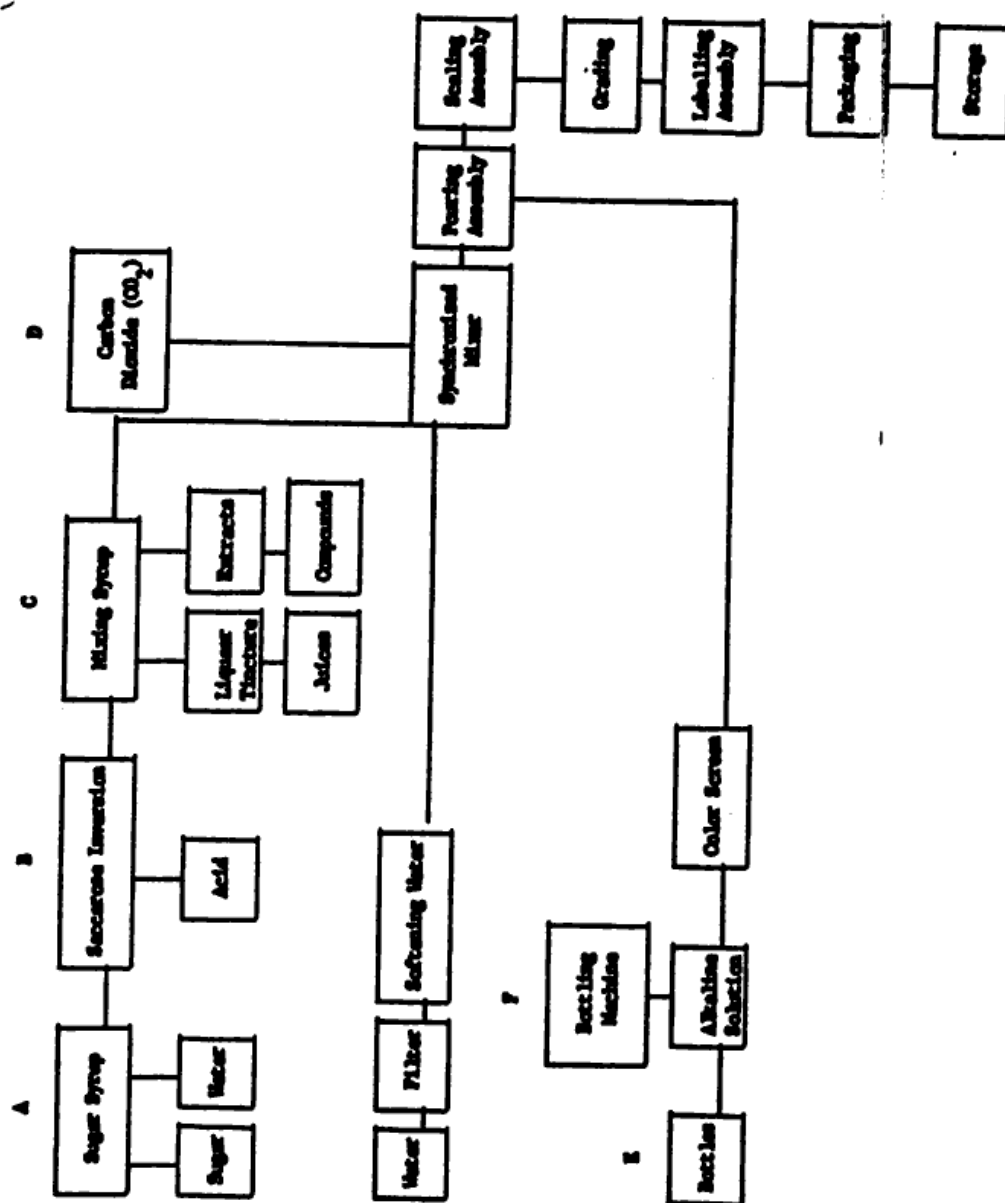 A
B
C
D
Sugar Syrup
Saccarose Inversion
Mixing Syrup
Carbon
Dioxide (CO2)
Sugar
Water
Acid
Liquor
Tincture
Extracts
Juices
Compounds
Water
Filter
Softening Water
Synchronized
Mixer
Pouring
Assembly
Sealing
Assembly
Grading
Labelling
Assembly
Packaging
Storage
E
F
Bottling
Machine
Bottles
Alkaline
Solution
Color Screen